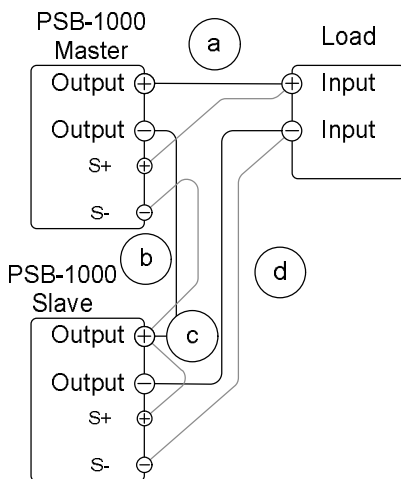 PSB-1000
Master
a
Load
Output
Input
Output
Input
S+
S-
b
d
PSB-1000
Slave
Output
c
Output
S+
S-